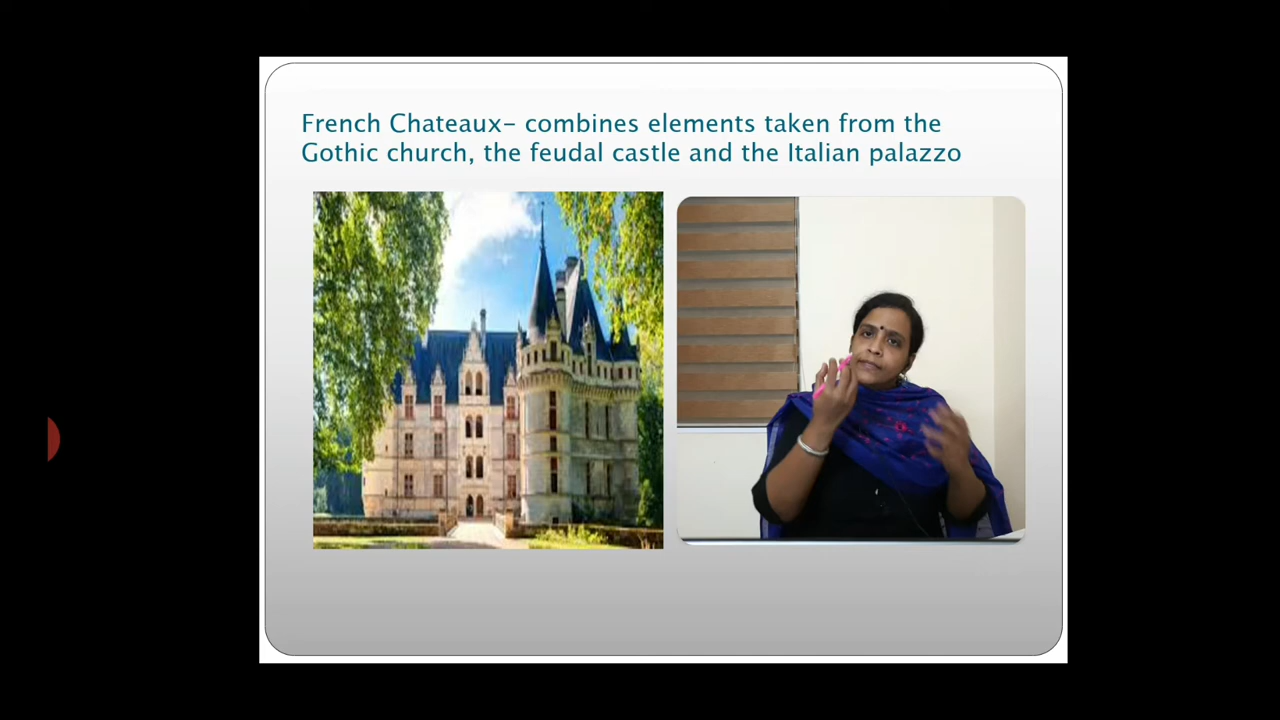 French Chateaux- combines elements taken from the
Gothic church, the feudal castle and the Italian palazzo